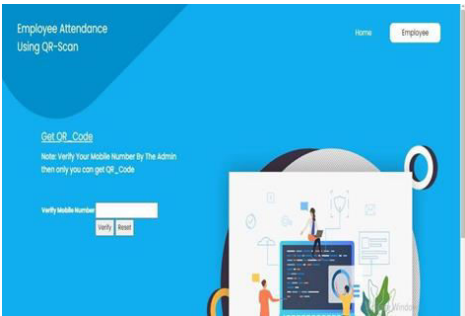 Employee Attendance
Using QR-Scan
Home
Employee
Get QR_Code
Note: Verify Your Mobile Number By The Admin
then only you can get QR_Code
Verify Mobile Number
Verify Reset
Window